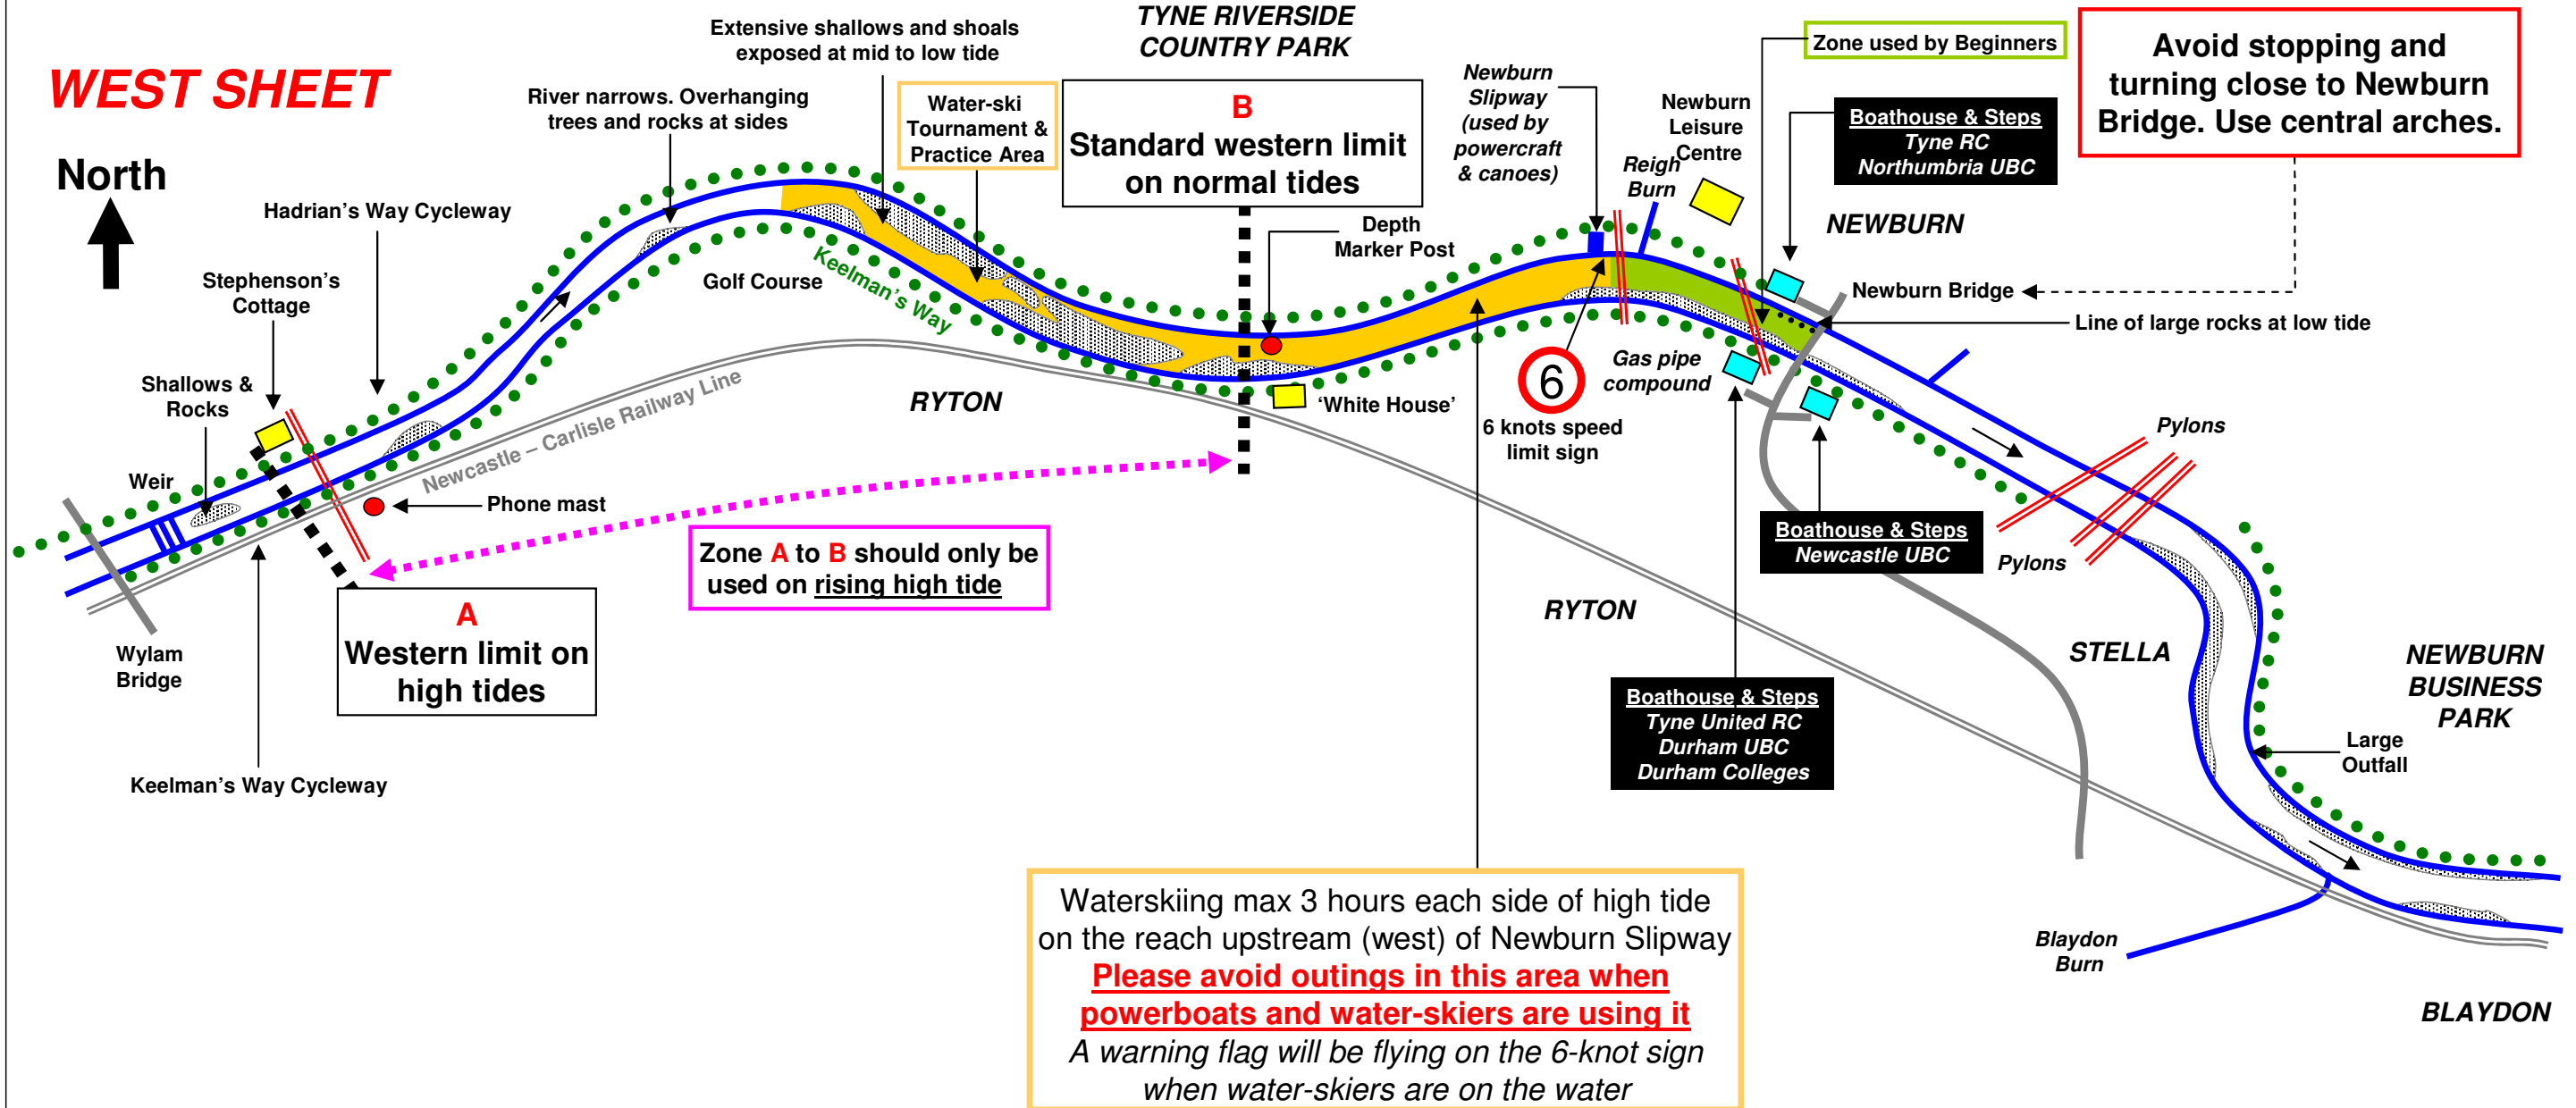 WEST SHEET
North
TYNE RIVERSIDE
COUNTRY PARK
Extensive shallows and shoals
exposed at mid to low tide
River narrows. Overhanging
trees and rocks at sides
Water-ski
Tournament &
Practice Area
B
Standard western limit
on normal tides
Newburn
Slipway
(used by
powercraft
& canoes)
Newburn
Leisure
Centre
Reigh
Burn
Zone used by Beginners
Boathouse & Steps
Tyne RC
Northumbria UBC
Avoid stopping and
turning close to Newburn
Bridge. Use central arches.
NEWBURN
Newburn Bridge
Line of large rocks at low tide
Hadrian's Way Cycleway
Stephenson's
Cottage
Shallows &
Rocks
Weir
Wylam
Bridge
Keelman's Way Cycleway
Golf Course
Keelman's Way
Newcastle – Carlisle Railway Line
Phone mast
RYTON
Depth
Marker Post
'White House'
6
6 knots speed
limit sign
Gas pipe
compound
Pylons
Pylons
Boathouse & Steps
Newcastle UBC
A
Western limit on
high tides
Zone A to B should only be
used on rising high tide
RYTON
Boathouse & Steps
Tyne United RC
Durham UBC
Durham Colleges
STELLA
NEWBURN
BUSINESS
PARK
Large
Outfall
Blaydon
Burn
BLAYDON
Waterskiing max 3 hours each side of high tide
on the reach upstream (west) of Newburn Slipway
Please avoid outings in this area when
powerboats and water-skiers are using it
A warning flag will be flying on the 6-knot sign
when water-skiers are on the water